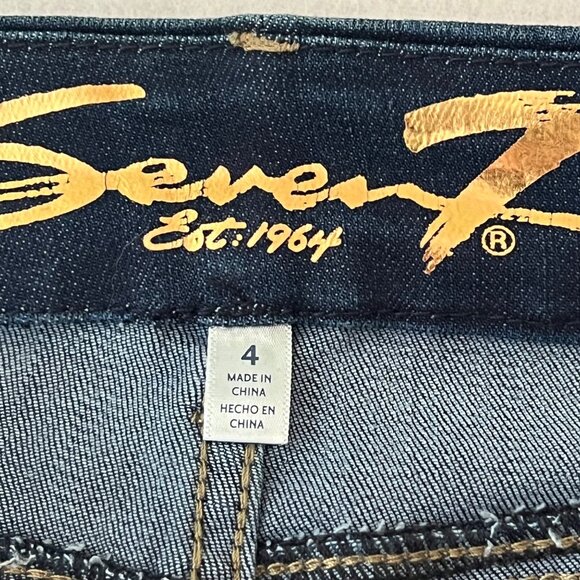 Seven7
Est: 1964
®
4
MADE IN
CHINA
HECHO EN
CHINA